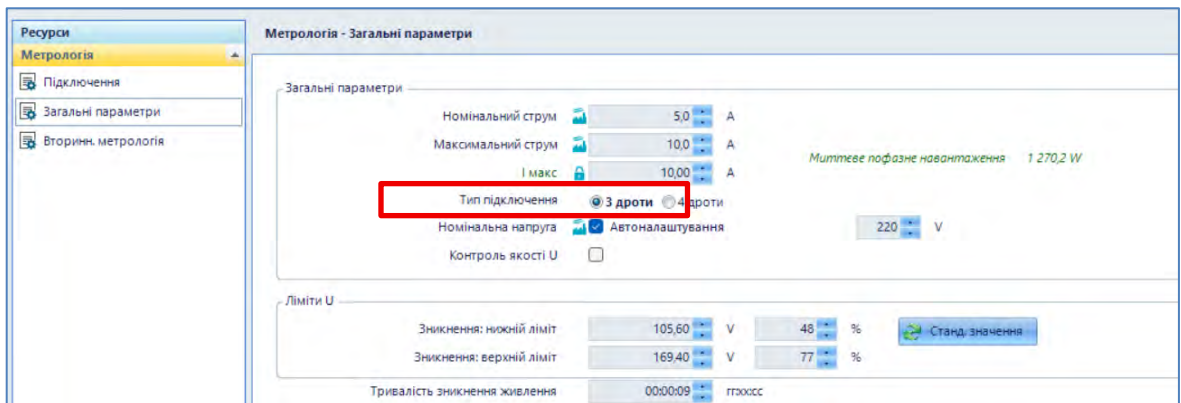 Ресурси
Метрологія
Підключення
Загальні параметри
Вторинн. метрологія
Метрологія - Загальні параметри
Загальні параметри
Номінальний струм 5,0 А
Максимальний струм 10,0 А
І макс 10,00 А
Миттєве пофазне навантаження 1 270,2 W
Тип підключення 3 дроти 4 дроти
Номінальна напруга Автоналаштування 220 V
Контроль якості U
Ліміти U
Зникнення: нижній ліміт 105,60 V 48 % Станд. значення
Зникнення: верхній ліміт 169,40 V 77 %
Тривалість зникнення живлення 00:00:09 гг:хх:сс